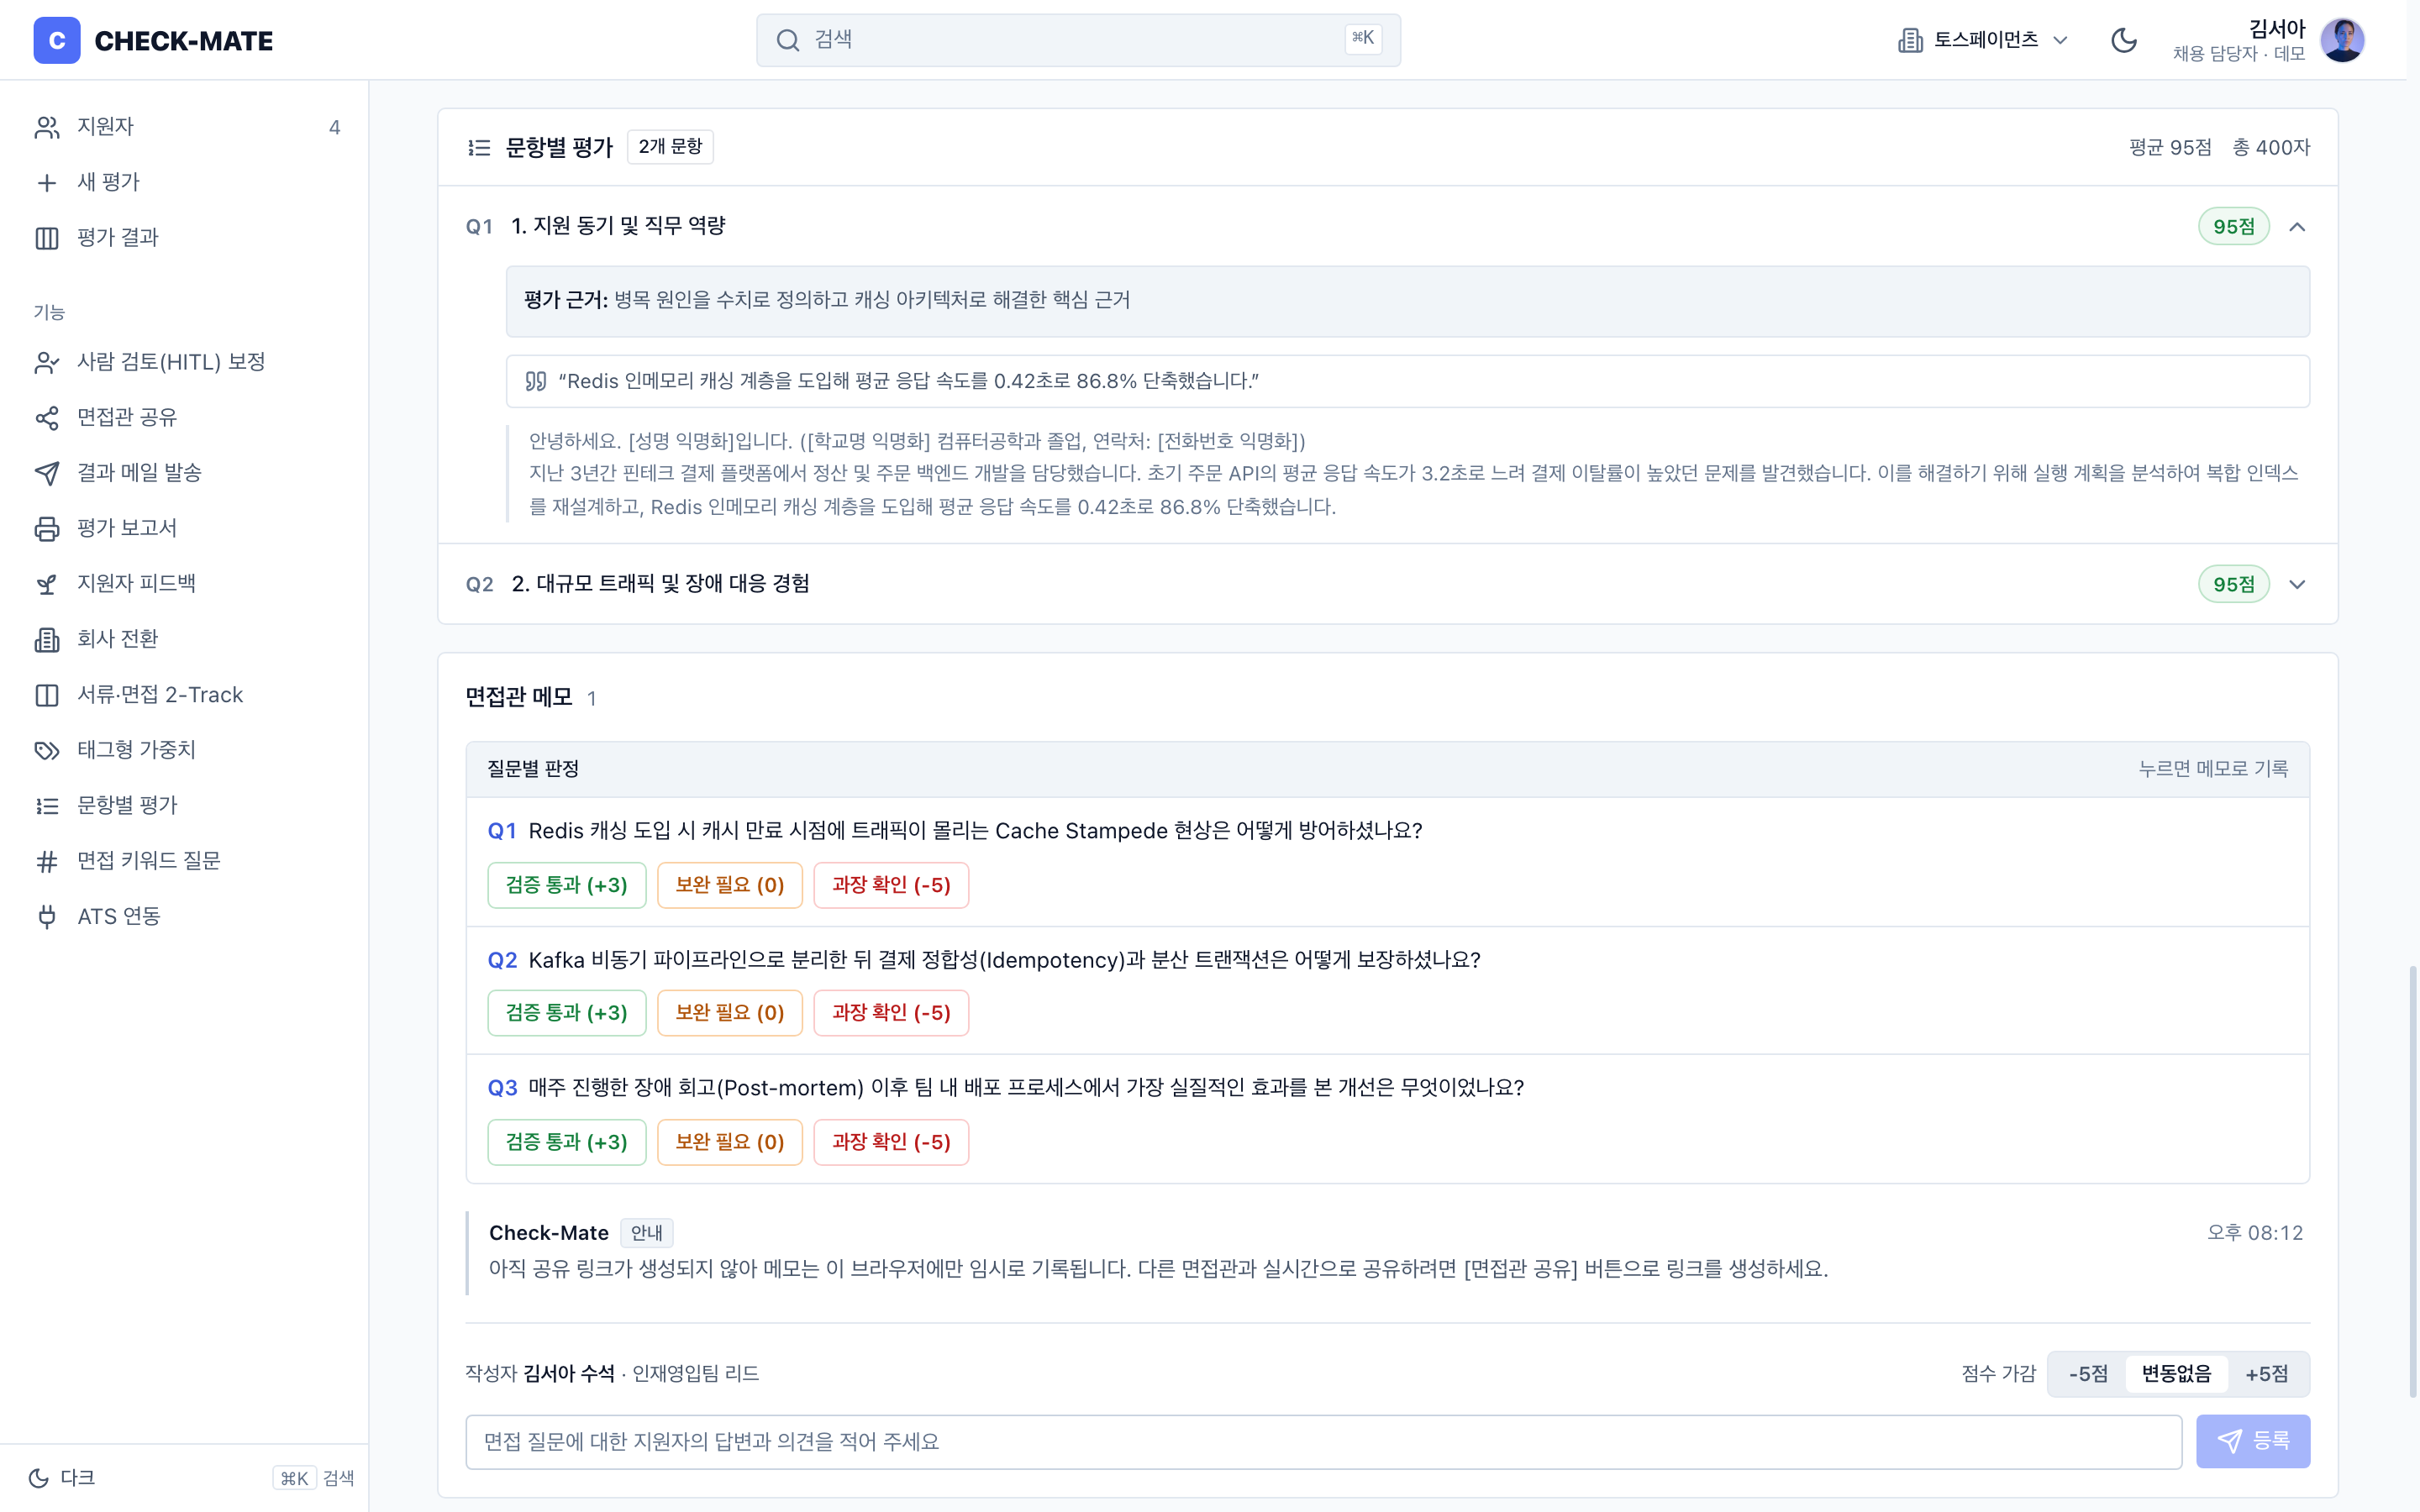 C CHECK-MATE
검색 ⌘K
토스페이먼츠
김서아
채용 담당자 · 데모
지원자 4
새 평가
평가 결과
기능
사람 검토(HITL) 보정
면접관 공유
결과 메일 발송
평가 보고서
지원자 피드백
회사 전환
서류·면접 2-Track
태그형 가중치
문항별 평가
면접 키워드 질문
ATS 연동
다크 ⌘K 검색
문항별 평가 2개 문항 평균 95점 총 400자
Q1 1. 지원 동기 및 직무 역량 95점
평가 근거: 병목 원인을 수치로 정의하고 캐싱 아키텍처로 해결한 핵심 근거
“Redis 인메모리 캐싱 계층을 도입해 평균 응답 속도를 0.42초로 86.8% 단축했습니다.”
안녕하세요. [성명 익명화]입니다. ([학교명 익명화] 컴퓨터공학과 졸업, 연락처: [전화번호 익명화])
지난 3년간 핀테크 결제 플랫폼에서 정산 및 주문 백엔드 개발을 담당했습니다. 초기 주문 API의 평균 응답 속도가 3.2초로 느려 결제 이탈률이 높았던 문제를 발견했습니다. 이를 해결하기 위해 실행 계획을 분석하여 복합 인덱스
를 재설계하고, Redis 인메모리 캐싱 계층을 도입해 평균 응답 속도를 0.42초로 86.8% 단축했습니다.
Q2 2. 대규모 트래픽 및 장애 대응 경험 95점
면접관 메모 1
질문별 판정 누르면 메모로 기록
Q1 Redis 캐싱 도입 시 캐시 만료 시점에 트래픽이 몰리는 Cache Stampede 현상은 어떻게 방어하셨나요?
검증 통과 (+3) 보완 필요 (0) 과장 확인 (-5)
Q2 Kafka 비동기 파이프라인으로 분리한 뒤 결제 정합성(Idempotency)과 분산 트랜잭션은 어떻게 보장하셨나요?
검증 통과 (+3) 보완 필요 (0) 과장 확인 (-5)
Q3 매주 진행한 장애 회고(Post-mortem) 이후 팀 내 배포 프로세스에서 가장 실질적인 효과를 본 개선은 무엇이었나요?
검증 통과 (+3) 보완 필요 (0) 과장 확인 (-5)
Check-Mate 안내 오후 08:12
아직 공유 링크가 생성되지 않아 메모는 이 브라우저에만 임시로 기록됩니다. 다른 면접관과 실시간으로 공유하려면 [면접관 공유] 버튼으로 링크를 생성하세요.
작성자 김서아 수석 · 인재영입팀 리드 점수 가감 -5점 변동없음 +5점
면접 질문에 대한 지원자의 답변과 의견을 적어 주세요 등록